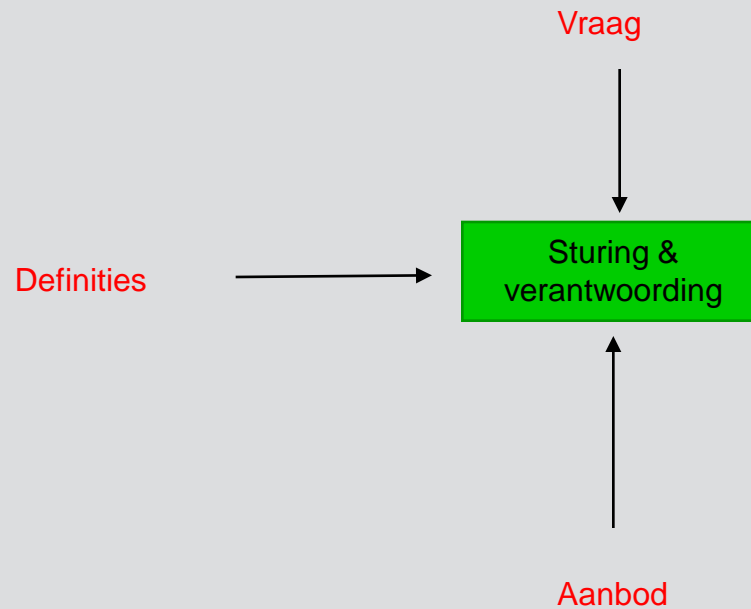 Vraag
Sturing &
verantwoording
Definities
Aanbod